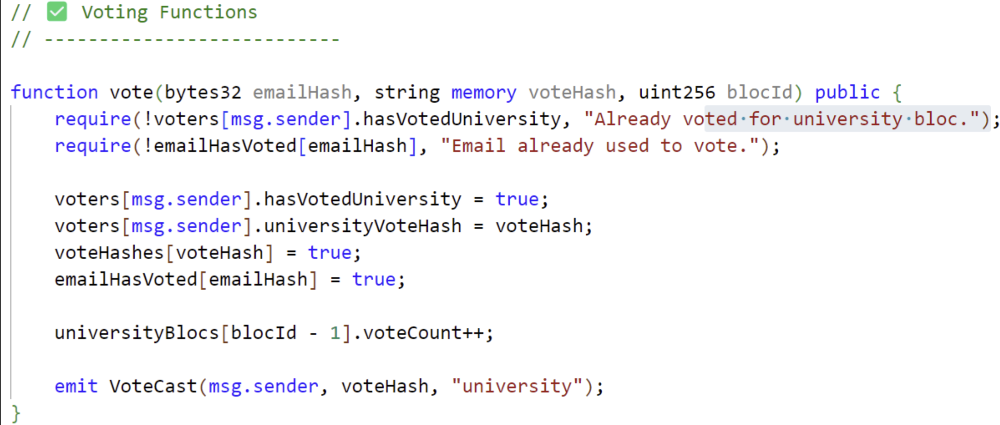 // ✅ Voting Functions
// ---------------------------
function vote(bytes32 emailHash, string memory voteHash, uint256 blocId) public {
    require(!voters[msg.sender].hasVotedUniversity, "Already voted·for·university·bloc.");
    require(!emailHasVoted[emailHash], "Email already used to vote.");
    voters[msg.sender].hasVotedUniversity = true;
    voters[msg.sender].universityVoteHash = voteHash;
    voteHashes[voteHash] = true;
    emailHasVoted[emailHash] = true;
    universityBlocs[blocId - 1].voteCount++;
    emit VoteCast(msg.sender, voteHash, "university");
}